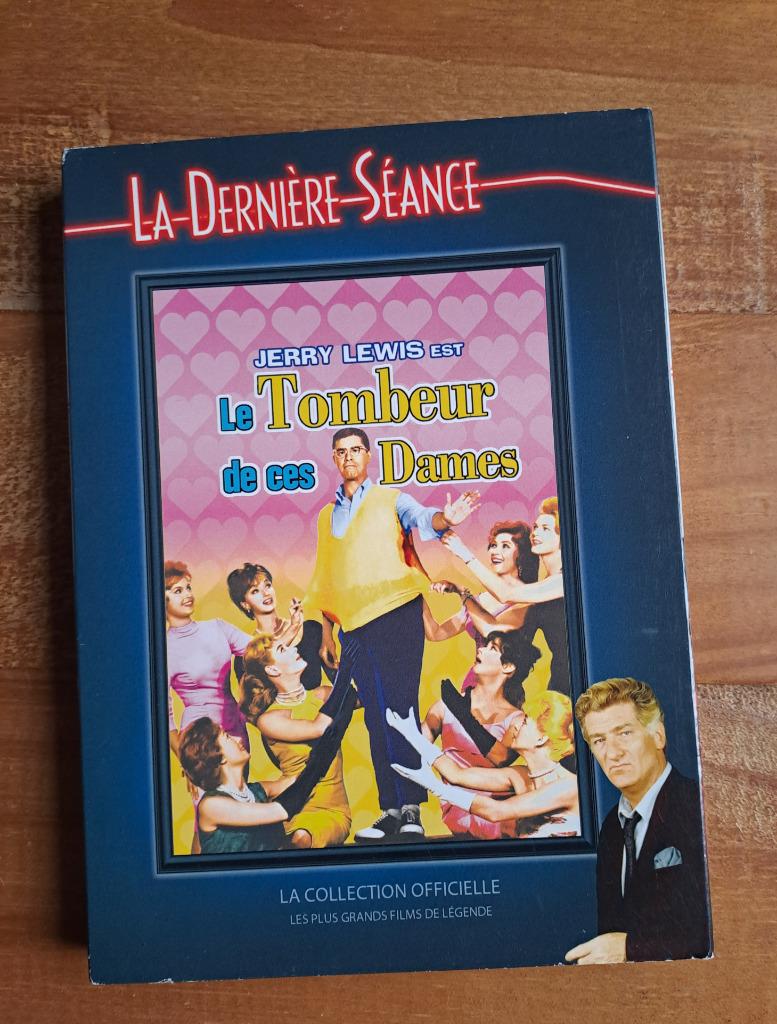 LA DERNIÈRE SÉANCE
JERRY LEWIS EST
Le Tombeur
de ces Dames
LA COLLECTION OFFICIELLE
LES PLUS GRANDS FILMS DE LÉGENDE